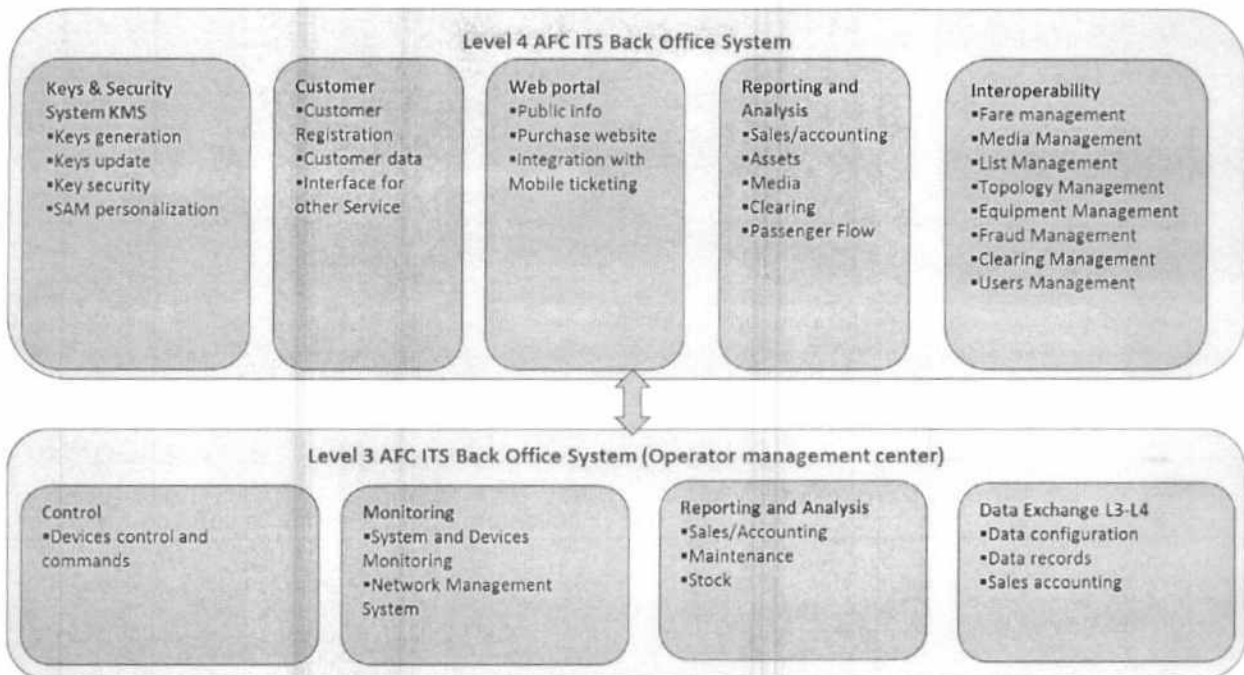 Level 4 AFC ITS Back Office System
Keys & Security
System KMS
▪Keys generation
▪Keys update
▪Key security
▪SAM personalization
Customer
▪Customer
Registration
▪Customer data
▪Interface for
other Service
Web portal
▪Public info
▪Purchase website
▪Integration with
Mobile ticketing
Reporting and
Analysis
▪Sales/accounting
▪Assets
▪Media
▪Clearing
▪Passenger Flow
Interoperability
▪Fare management
▪Media Management
▪List Management
▪Topology Management
▪Equipment Management
▪Fraud Management
▪Clearing Management
▪Users Management
Level 3 AFC ITS Back Office System (Operator management center)
Control
▪Devices control and
commands
Monitoring
▪System and Devices
Monitoring
▪Network Management
System
Reporting and Analysis
▪Sales/Accounting
▪Maintenance
▪Stock
Data Exchange L3-L4
▪Data configuration
▪Data records
▪Sales accounting